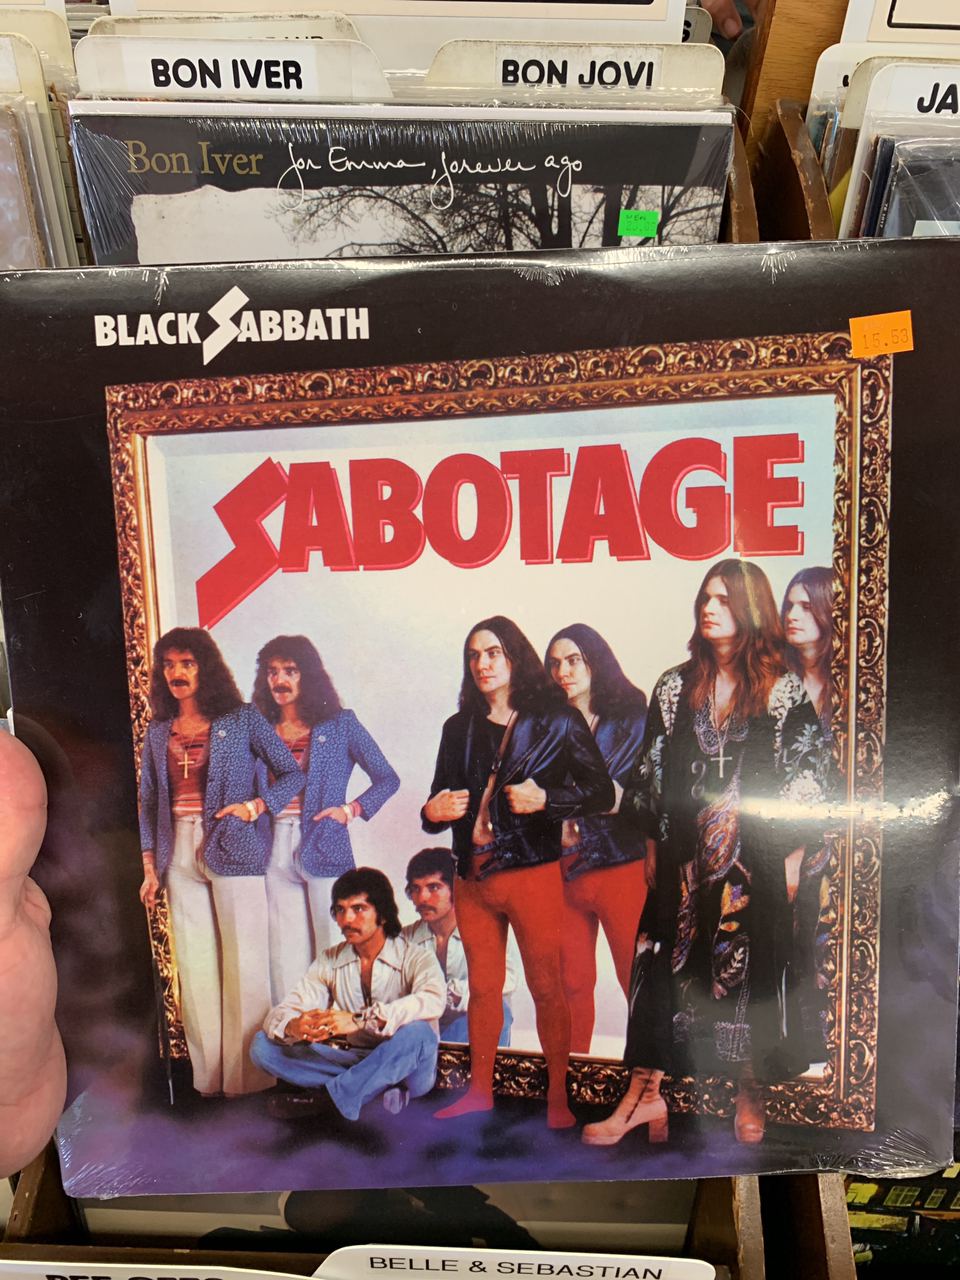 BON IVER
BON JOVI
JA
Bon Iver for Emma, forever ago
BLACK SABBATH
15.53
SABOTAGE
BELLE & SEBASTIAN